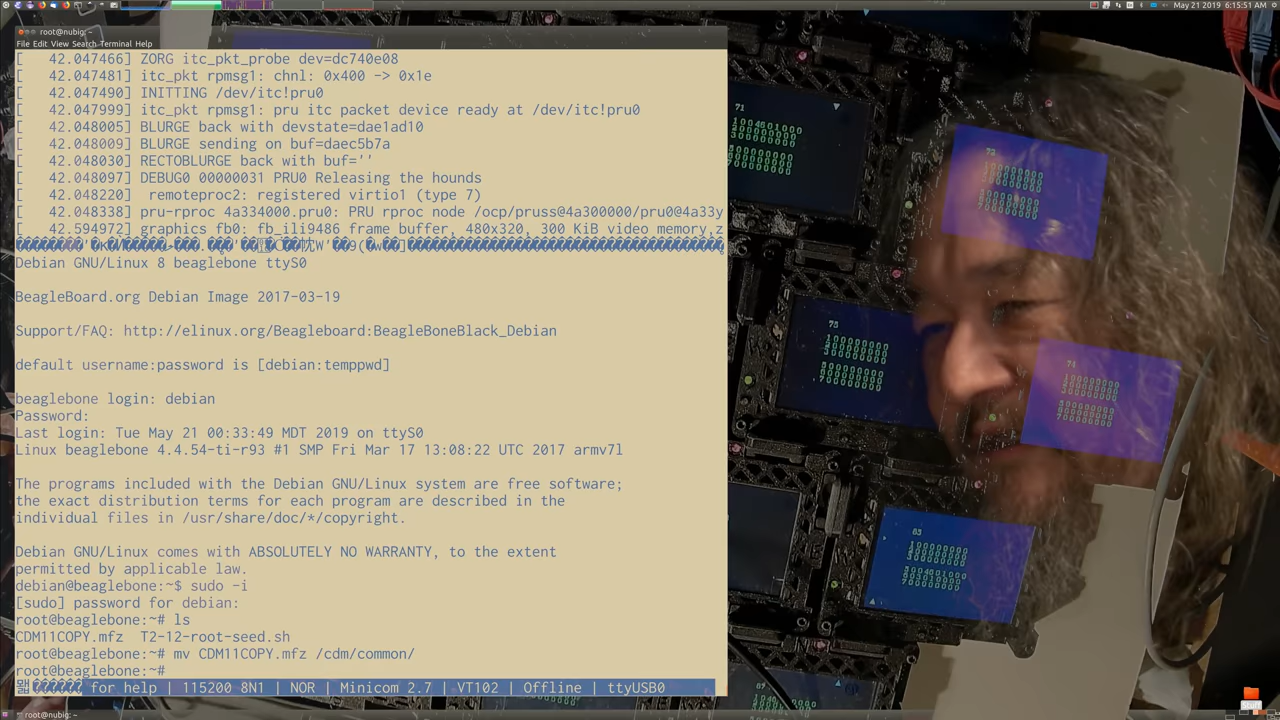 May 21 2019 6:15:51 AM
root@nubig: ~
File Edit View Search Terminal Help
[ 42.047466] ZORG itc_pkt_probe dev=dc740e08
[ 42.047481] itc_pkt rpmsg1: chnl: 0x400 -> 0x1e
[ 42.047490] INITTING /dev/itc!pru0
[ 42.047999] itc_pkt rpmsg1: pru itc packet device ready at /dev/itc!pru0
[ 42.048005] BLURGE back with devstate=dae1ad10
[ 42.048009] BLURGE sending on buf=daec5b7a
[ 42.048030] RECTOBLURGE back with buf=''
[ 42.048097] DEBUG0 00000031 PRU0 Releasing the hounds
[ 42.048220]  remoteproc2: registered virtio1 (type 7)
[ 42.048338] pru-rproc 4a334000.pru0: PRU rproc node /ocp/pruss@4a300000/pru0@4a33y
[ 42.594972] graphics fb0: fb_ili9486 frame buffer, 480x320, 300 KiB video memory,z
Debian GNU/Linux 8 beaglebone ttyS0
BeagleBoard.org Debian Image 2017-03-19
Support/FAQ: http://elinux.org/Beagleboard:BeagleBoneBlack_Debian
default username:password is [debian:temppwd]
beaglebone login: debian
Password:
Last login: Tue May 21 00:33:49 MDT 2019 on ttyS0
Linux beaglebone 4.4.54-ti-r93 #1 SMP Fri Mar 17 13:08:22 UTC 2017 armv7l
The programs included with the Debian GNU/Linux system are free software;
the exact distribution terms for each program are described in the
individual files in /usr/share/doc/*/copyright.
Debian GNU/Linux comes with ABSOLUTELY NO WARRANTY, to the extent
permitted by applicable law.
debian@beaglebone:~$ sudo -i
[sudo] password for debian:
root@beaglebone:~# ls
CDM11COPY.mfz  T2-12-root-seed.sh
root@beaglebone:~# mv CDM11COPY.mfz /cdm/common/
root@beaglebone:~#
for help | 115200 8N1 | NOR | Minicom 2.7 | VT102 | Offline | ttyUSB0
root@nubig: ~
71
73